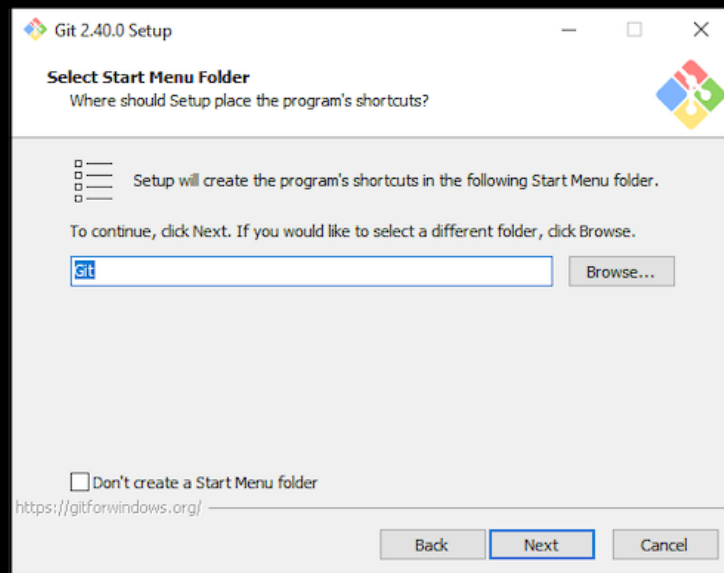 Git 2.40.0 Setup
Select Start Menu Folder
Where should Setup place the program's shortcuts?
Setup will create the program's shortcuts in the following Start Menu folder.
To continue, click Next. If you would like to select a different folder, click Browse.
Git
Browse...
Don't create a Start Menu folder
https://gitforwindows.org/
Back
Next
Cancel